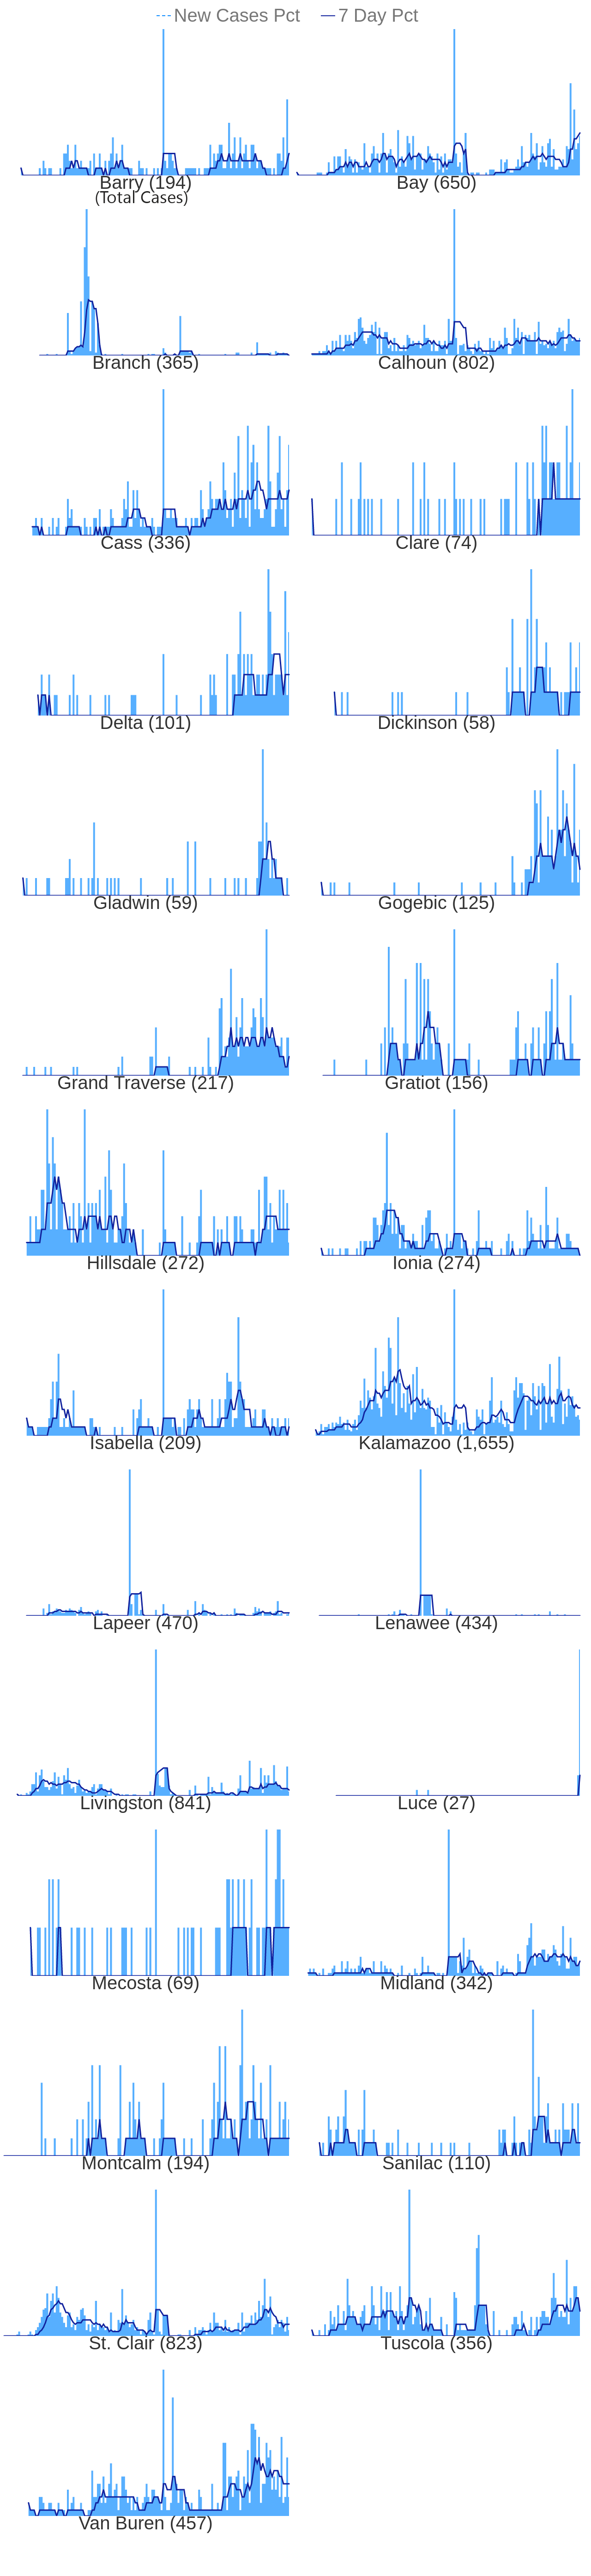 New Cases Pct 7 Day Pct
Barry (194) Bay (650)
(Total Cases)
Branch (365) Calhoun (802)
Cass (336) Clare (74)
Delta (101) Dickinson (58)
Gladwin (59) Gogebic (125)
Grand Traverse (217) Gratiot (156)
Hillsdale (272) Ionia (274)
Isabella (209) Kalamazoo (1,655)
Lapeer (470) Lenawee (434)
Livingston (841) Luce (27)
Mecosta (69) Midland (342)
Montcalm (194) Sanilac (110)
St. Clair (823) Tuscola (356)
Van Buren (457)